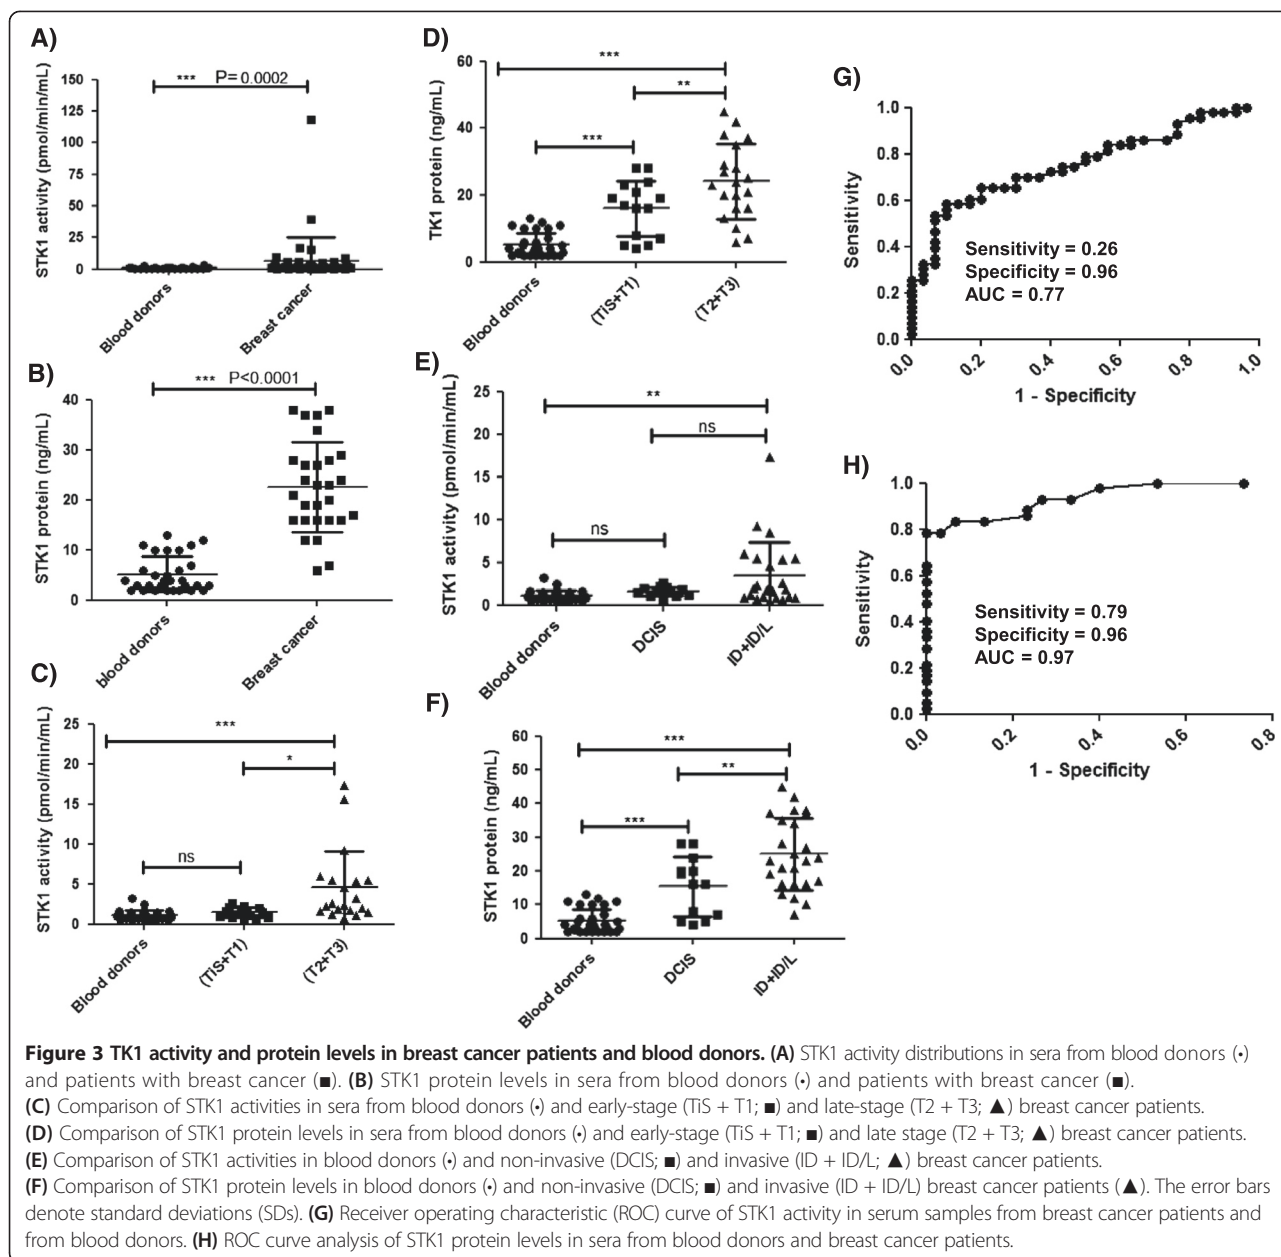 A)
*** P=0.0002
STK1 activity (pmol/min/mL)
150
125
100
75
50
25
0
Blood donors
Breast cancer
B)
*** P<0.0001
STK1 protein (ng/mL)
40
30
20
10
0
blood donors
Breast cancer
C)
***
*
ns
STK1 activity (pmol/min/mL)
25
20
15
10
5
0
Blood donors
(TiS+T1)
(T2+T3)
D)
***
**
***
TK1 protein (ng/mL)
60
40
20
0
Blood donors
(TiS+T1)
(T2+T3)
E)
**
ns
ns
STK1 activity (pmol/min/mL)
25
20
15
10
5
0
Blood donors
DCIS
ID+ID/L
F)
***
**
***
STK1 protein (ng/mL)
60
50
40
30
20
10
0
Blood donors
DCIS
ID+ID/L
G)
Sensitivity
1.0
0.8
0.6
0.4
0.2
0.0
Sensitivity = 0.26
Specificity = 0.96
AUC = 0.77
0.0 0.2 0.4 0.6 0.8 1.0
1 - Specificity
H)
Sensitivity
1.0
0.8
0.6
0.4
0.2
0.0
Sensitivity = 0.79
Specificity = 0.96
AUC = 0.97
0.0 0.2 0.4 0.6 0.8
1 - Specificity
Figure 3 TK1 activity and protein levels in breast cancer patients and blood donors. (A) STK1 activity distributions in sera from blood donors (•)
and patients with breast cancer (■). (B) STK1 protein levels in sera from blood donors (•) and patients with breast cancer (■).
(C) Comparison of STK1 activities in sera from blood donors (•) and early-stage (TiS + T1; ■) and late-stage (T2 + T3; ▲) breast cancer patients.
(D) Comparison of STK1 protein levels in sera from blood donors (•) and early-stage (TiS + T1; ■) and late stage (T2 + T3; ▲) breast cancer patients.
(E) Comparison of STK1 activities in blood donors (•) and non-invasive (DCIS; ■) and invasive (ID + ID/L; ▲) breast cancer patients.
(F) Comparison of STK1 protein levels in blood donors (•) and non-invasive (DCIS; ■) and invasive (ID + ID/L) breast cancer patients (▲). The error bars
denote standard deviations (SDs). (G) Receiver operating characteristic (ROC) curve of STK1 activity in serum samples from breast cancer patients and
from blood donors. (H) ROC curve analysis of STK1 protein levels in sera from blood donors and breast cancer patients.